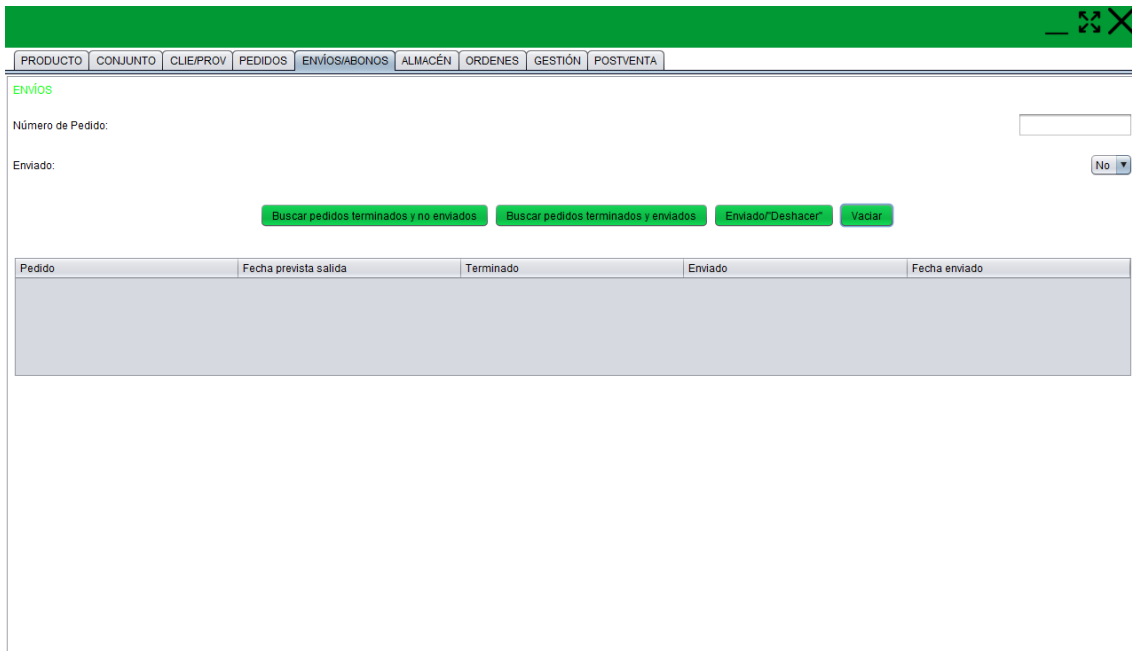 PRODUCTO CONJUNTO CLIE/PROV PEDIDOS ENVÍOS/ABONOS ALMACÉN ORDENES GESTIÓN POSTVENTA
ENVÍOS
Número de Pedido:
Enviado: No
Buscar pedidos terminados y no enviados Buscar pedidos terminados y enviados Enviado/"Deshacer" Vaciar
Pedido Fecha prevista salida Terminado Enviado Fecha enviado